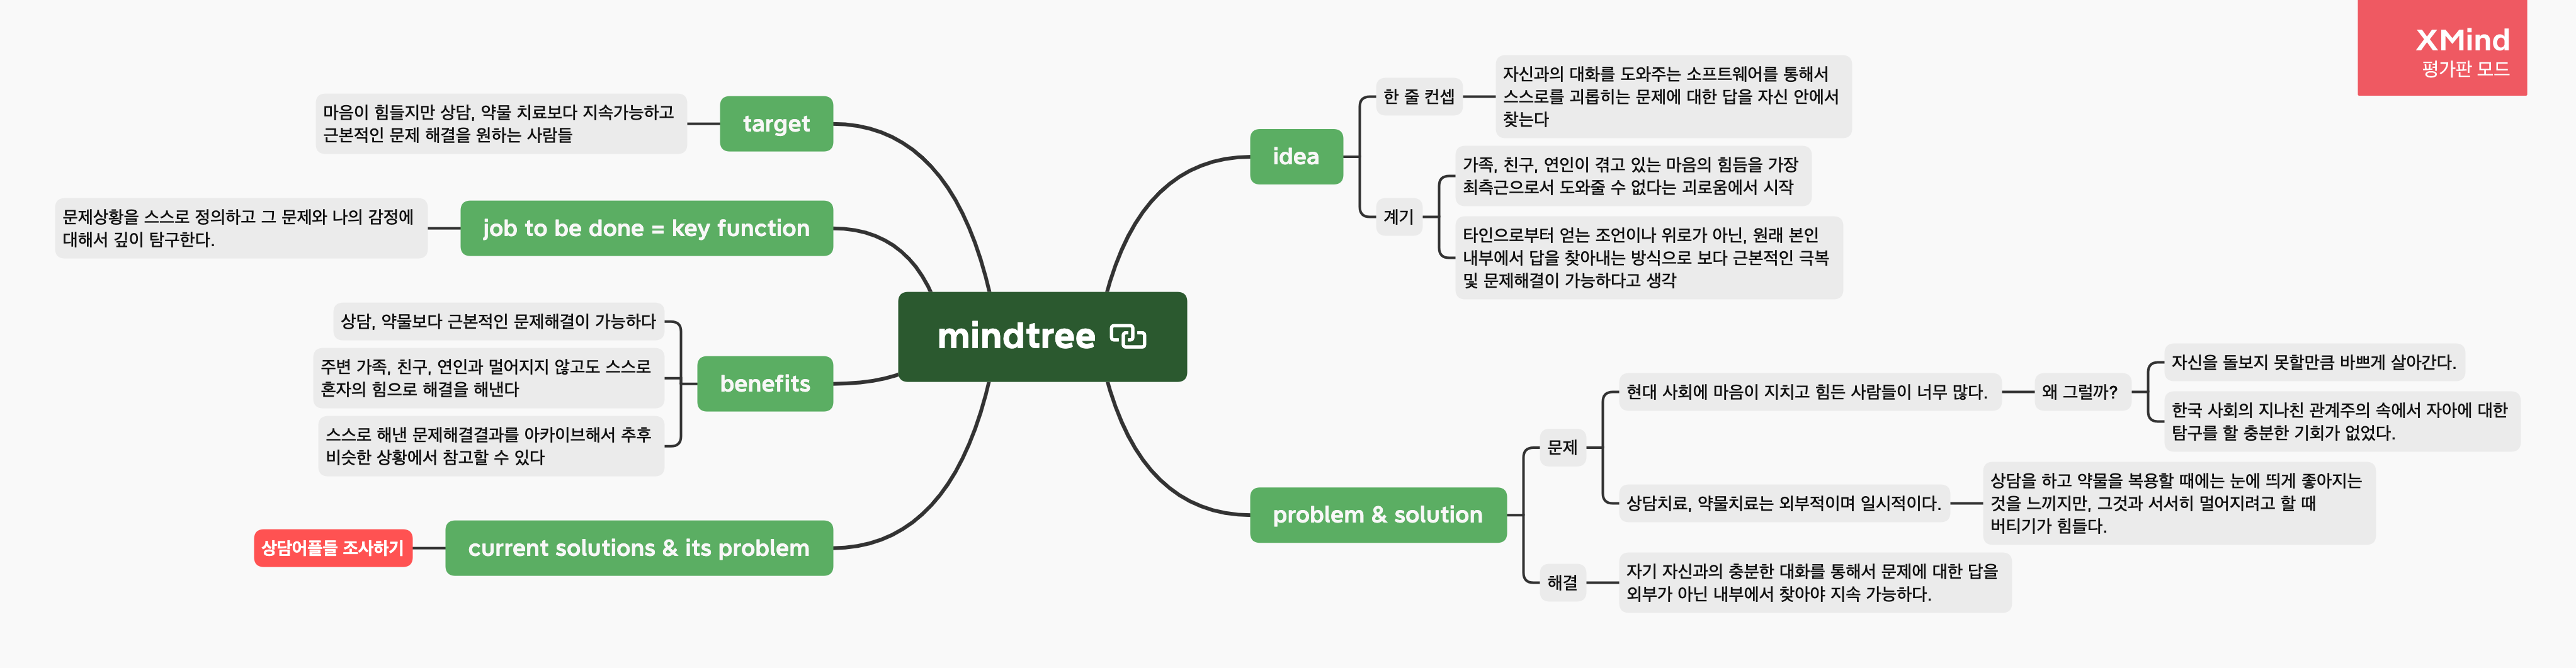 XMind
평가판 모드
mindtree
idea
한 줄 컨셉
자신과의 대화를 도와주는 소프트웨어를 통해서
스스로를 괴롭히는 문제에 대한 답을 자신 안에서
찾는다
계기
가족, 친구, 연인이 겪고 있는 마음의 힘듦을 가장
최측근으로서 도와줄 수 없다는 괴로움에서 시작
타인으로부터 얻는 조언이나 위로가 아닌, 원래 본인
내부에서 답을 찾아내는 방식으로 보다 근본적인 극복
및 문제해결이 가능하다고 생각
problem & solution
문제
현대 사회에 마음이 지치고 힘든 사람들이 너무 많다.
왜 그럴까?
자신을 돌보지 못할만큼 바쁘게 살아간다.
한국 사회의 지나친 관계주의 속에서 자아에 대한
탐구를 할 충분한 기회가 없었다.
상담치료, 약물치료는 외부적이며 일시적이다.
상담을 하고 약물을 복용할 때에는 눈에 띄게 좋아지는
것을 느끼지만, 그것과 서서히 멀어지려고 할 때
버티기가 힘들다.
해결
자기 자신과의 충분한 대화를 통해서 문제에 대한 답을
외부가 아닌 내부에서 찾아야 지속 가능하다.
target
마음이 힘들지만 상담, 약물 치료보다 지속가능하고
근본적인 문제 해결을 원하는 사람들
job to be done = key function
문제상황을 스스로 정의하고 그 문제와 나의 감정에
대해서 깊이 탐구한다.
benefits
상담, 약물보다 근본적인 문제해결이 가능하다
주변 가족, 친구, 연인과 멀어지지 않고도 스스로
혼자의 힘으로 해결을 해낸다
스스로 해낸 문제해결결과를 아카이브해서 추후
비슷한 상황에서 참고할 수 있다
current solutions & its problem
상담어플들 조사하기